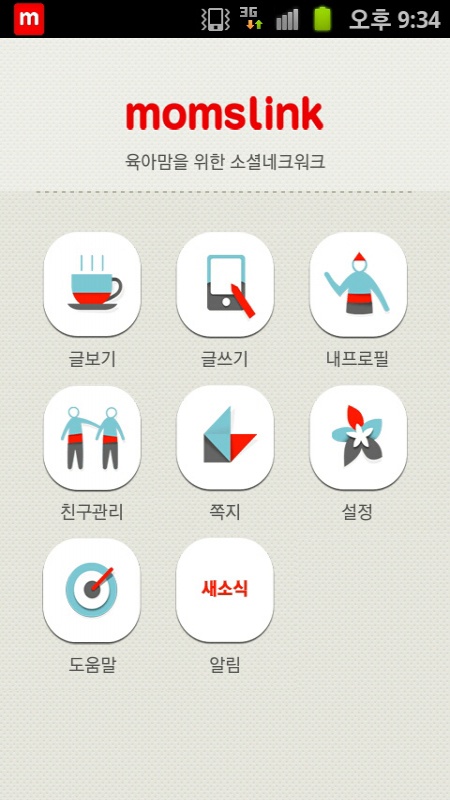 m 3G 오후 9:34
momslink
육아맘을 위한 소셜네크워크
글보기 글쓰기 내프로필
친구관리 쪽지 설정
새소식
도움말 알림